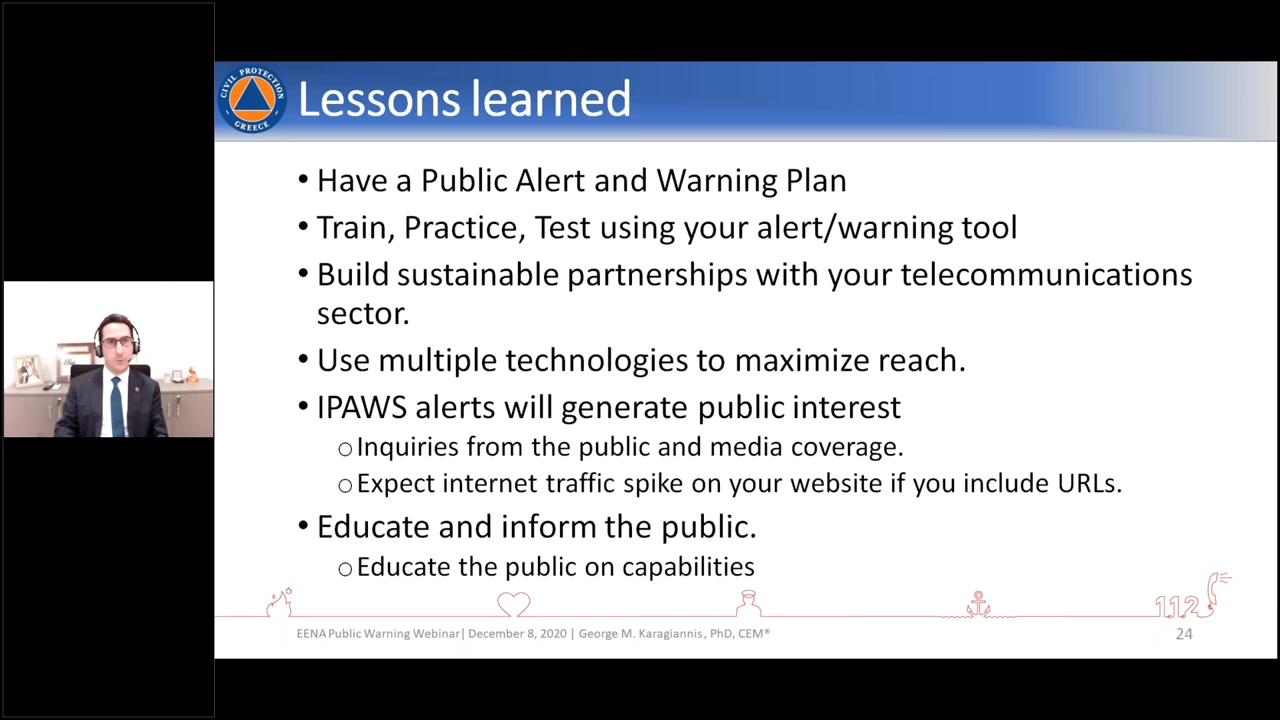 CIVIL PROTECTION
GREECE
Lessons learned
• Have a Public Alert and Warning Plan
• Train, Practice, Test using your alert/warning tool
• Build sustainable partnerships with your telecommunications
sector.
• Use multiple technologies to maximize reach.
• IPAWS alerts will generate public interest
○ Inquiries from the public and media coverage.
○ Expect internet traffic spike on your website if you include URLs.
• Educate and inform the public.
○ Educate the public on capabilities
112
EENA Public Warning Webinar| December 8, 2020 | George M. Karagiannis, PhD, CEM®
24